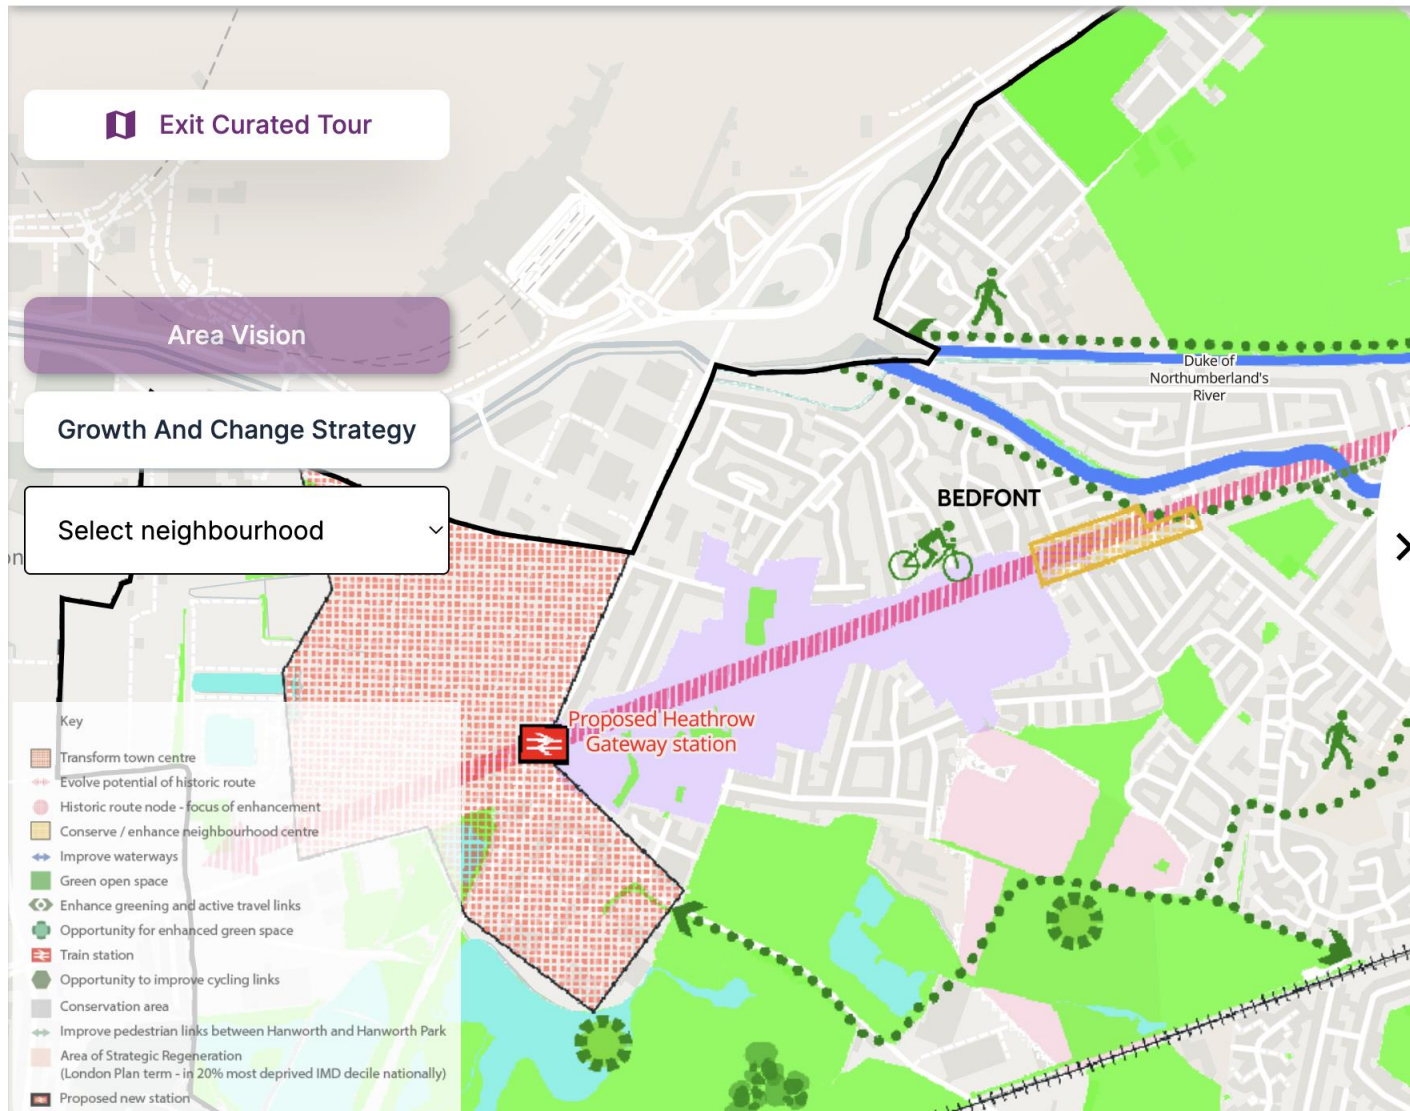 Exit Curated Tour
Area Vision
Growth And Change Strategy
Select neighbourhood
on
Duke of
Northumberland's
River
BEDFONT
Proposed Heathrow
Gateway station
Key
Transform town centre
Evolve potential of historic route
Historic route node - focus of enhancement
Conserve / enhance neighbourhood centre
Improve waterways
Green open space
Enhance greening and active travel links
Opportunity for enhanced green space
Train station
Opportunity to improve cycling links
Conservation area
Improve pedestrian links between Hanworth and Hanworth Park
Area of Strategic Regeneration
(London Plan term - in 20% most deprived IMD decile nationally)
Proposed new station